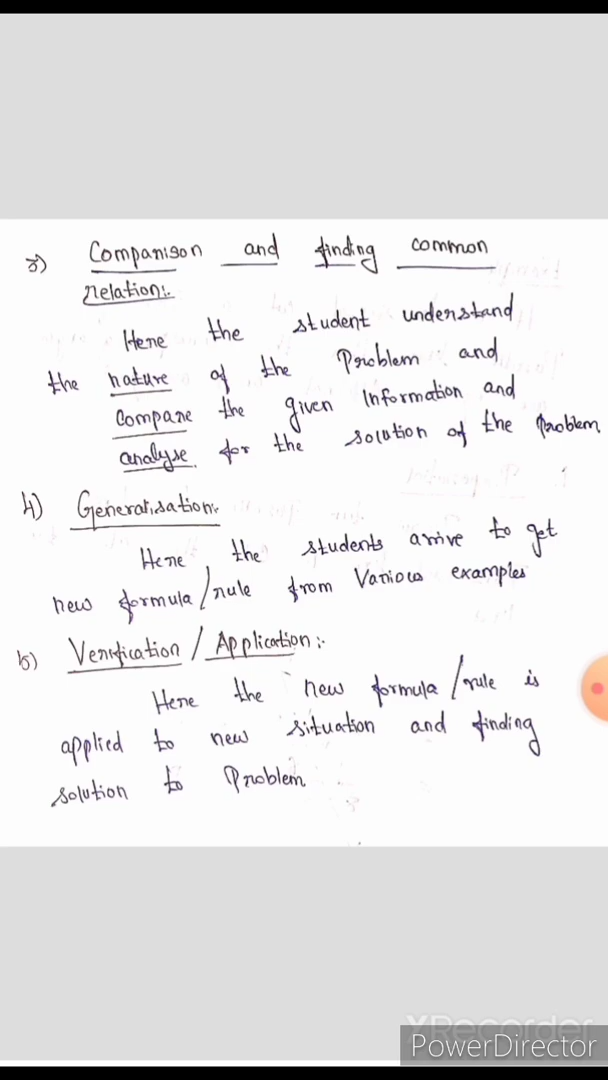 3) Comparison and finding common
relation:.
Here the student understand
the nature of the Problem and
Compare the given Information and
analyse for the solution of the Problem
4) Generalisation:
Here the students arrive to get
new formula/rule from Various examples
5) Verification / Application:-
Here the new formula/rule is
applied to new situation and finding
solution to Problem
XRecorder
PowerDirector